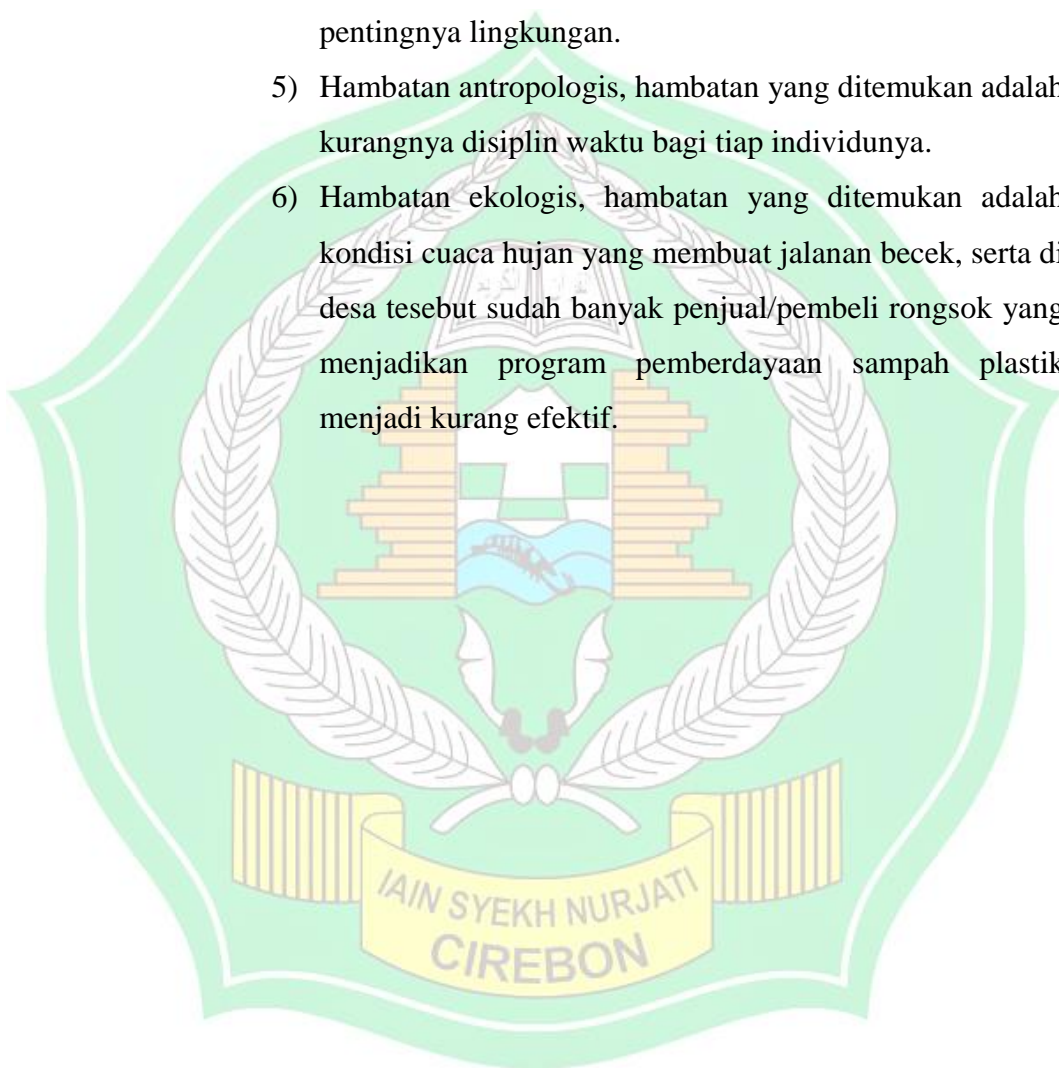 pentingnya lingkungan.
5) Hambatan antropologis, hambatan yang ditemukan adalah
kurangnya disiplin waktu bagi tiap individunya.
6) Hambatan ekologis, hambatan yang ditemukan adalah
kondisi cuaca hujan yang membuat jalanan becek, serta di
desa tesebut sudah banyak penjual/pembeli rongsok yang
menjadikan program pemberdayaan sampah plastik
menjadi kurang efektif.
IAIN SYEKH NURJATI
CIREBON